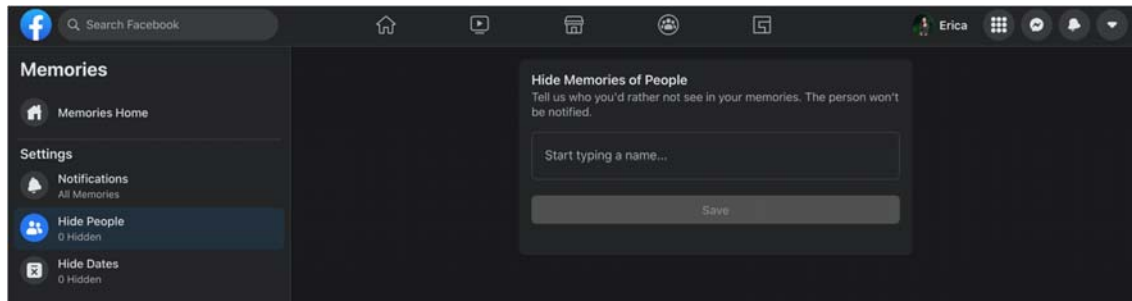 Search Facebook
Erica
Memories
Memories Home
Settings
Notifications
All Memories
Hide People
0 Hidden
Hide Dates
0 Hidden
Hide Memories of People
Tell us who you'd rather not see in your memories. The person won't
be notified.
Start typing a name...
Save